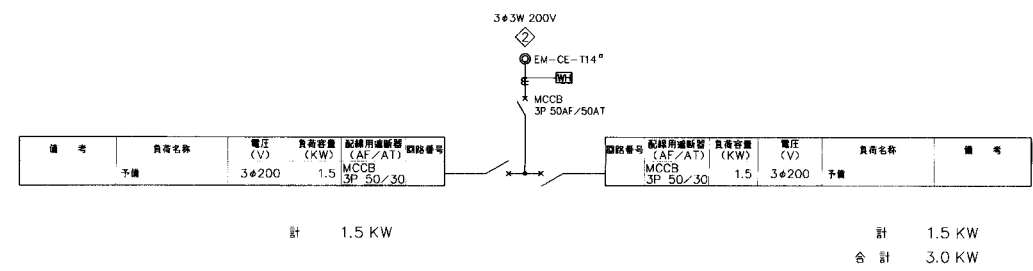 3φ3W 200V
2
EM-CE-T14□
WH
MCCB
3P 50AF/50AT
備 考 負荷名称 電圧(V) 負荷容量(KW) 配線用遮断器(AF/AT) 回路番号
予備 3φ200 1.5 MCCB 3P 50/30
回路番号 配線用遮断器(AF/AT) 負荷容量(KW) 電圧(V) 負荷名称 備 考
MCCB 3P 50/30 1.5 3φ200 予備
計 1.5 KW
計 1.5 KW
合 計 3.0 KW